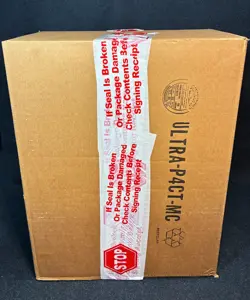 If Seal Is Broken
Or Package Damaged
Check Contents Before
Signing Receipt
If Seal Is Broken
Or Package Damaged
Check Contents Before
Signing Receipt
STOP
ULTRA-PACT-MC